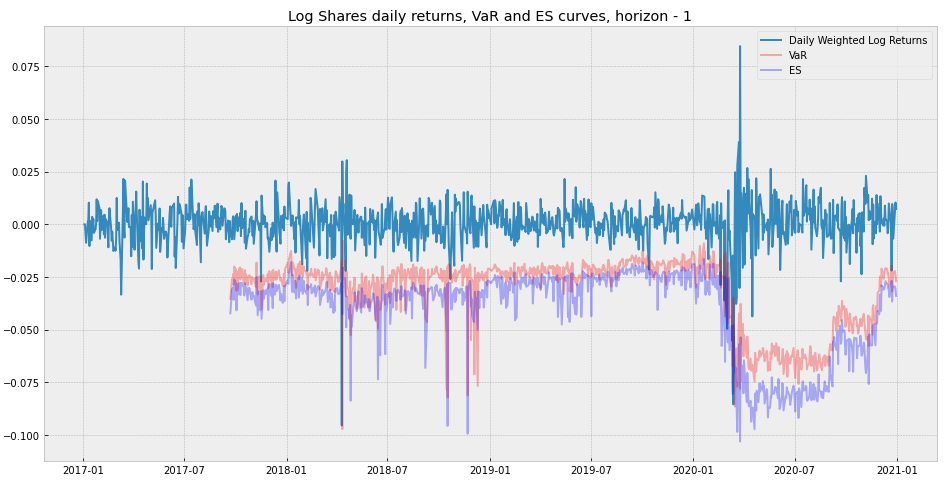 Log Shares daily returns, VaR and ES curves, horizon - 1
Daily Weighted Log Returns
VaR
ES
0.075
0.050
0.025
0.000
−0.025
−0.050
−0.075
−0.100
2017-01 2017-07 2018-01 2018-07 2019-01 2019-07 2020-01 2020-07 2021-01